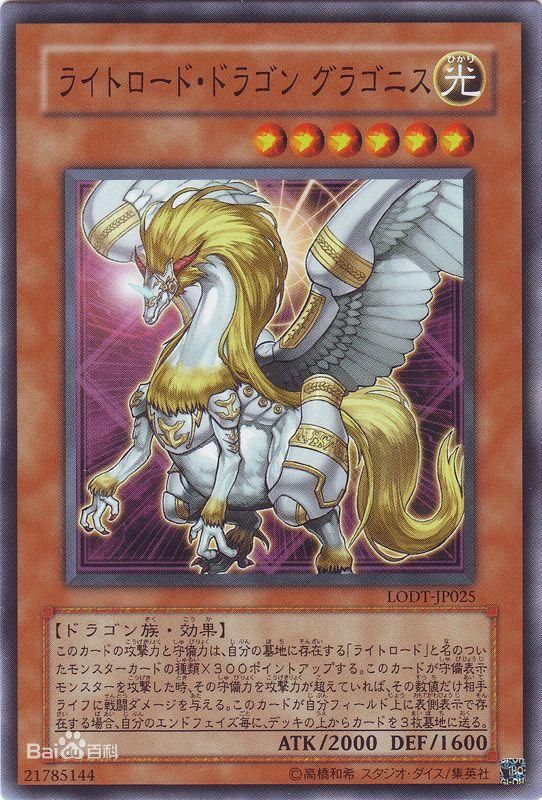 ライトロード・ドラゴン グラゴニス
ひかり
光
LODT-JP025
【ドラゴン族・効果】
このカードの攻撃力と守備力は、自分の墓地に存在する「ライトロード」と名のつい
たモンスターカードの種類×300ポイントアップする。このカードが守備表示
モンスターを攻撃した時、その守備力を攻撃力が超えていれば、その数値だけ相手
ライフに戦闘ダメージを与える。このカードが自分フィールド上に表側表示で存
在する場合、自分のエンドフェイズ毎に、デッキの上からカードを3枚墓地に送る。
ATK/2000 DEF/1600
Bai百科
21785144
©高橋和希 スタジオ・ダイス/集英社